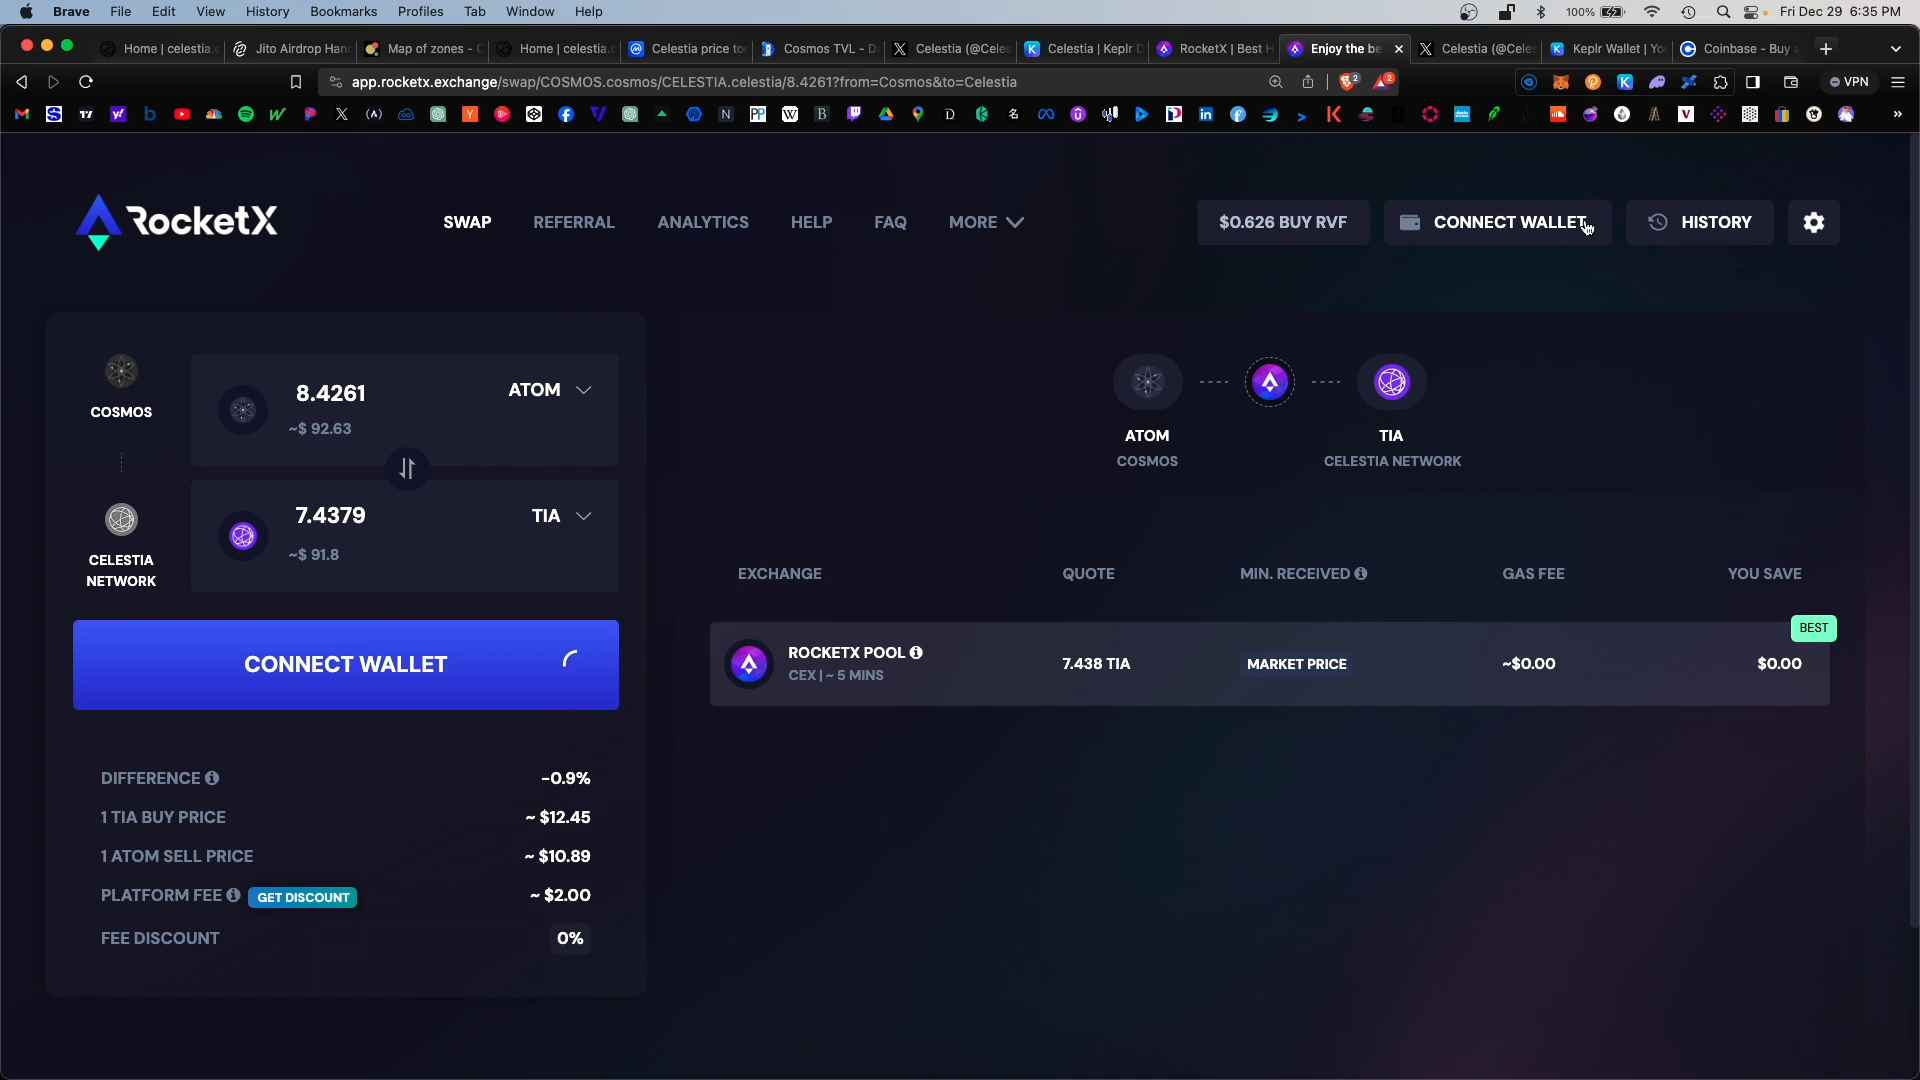 Brave File Edit View History Bookmarks Profiles Tab Window Help 100% Fri Dec 29 6:35 PM
Home | celestia. Jito Airdrop Han Map of zones - C Home | celestia. Celestia price to Cosmos TVL - D Celestia (@Celes Celestia | Keplr D RocketX | Best H Enjoy the be Celestia (@Celes Keplr Wallet | Yo Coinbase - Buy a
app.rocketx.exchange/swap/COSMOS.cosmos/CELESTIA.celestia/8.4261?from=Cosmos&to=Celestia 2 2 VPN
RocketX SWAP REFERRAL ANALYTICS HELP FAQ MORE $0.626 BUY RVF CONNECT WALLET HISTORY
COSMOS
8.4261 ATOM
~$ 92.63
CELESTIA NETWORK
7.4379 TIA
~$ 91.8
CONNECT WALLET
DIFFERENCE -0.9%
1 TIA BUY PRICE ~ $12.45
1 ATOM SELL PRICE ~ $10.89
PLATFORM FEE GET DISCOUNT ~ $2.00
FEE DISCOUNT 0%
ATOM TIA
COSMOS CELESTIA NETWORK
EXCHANGE QUOTE MIN. RECEIVED GAS FEE YOU SAVE
BEST
ROCKETX POOL 7.438 TIA MARKET PRICE ~$0.00 $0.00
CEX | ~ 5 MINS